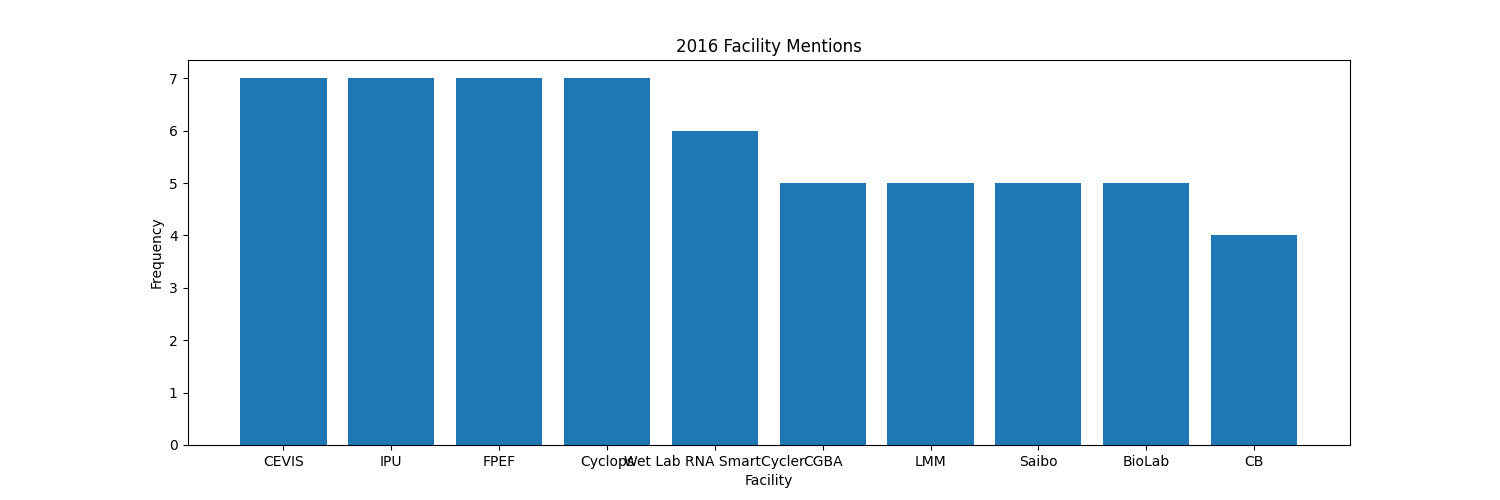 2016 Facility Mentions
Frequency
7
6
5
4
3
2
1
0
CEVIS IPU FPEF Cyclops Wet Lab RNA SmartCycler CGBA LMM Saibo BioLab CB
Facility